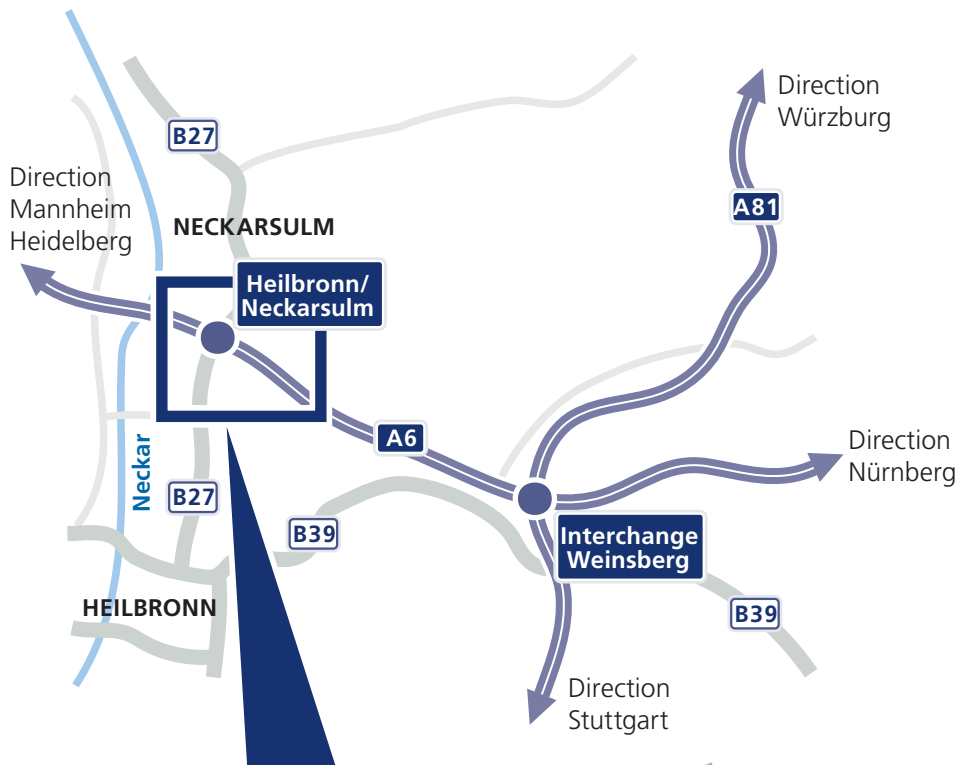 Direction
Würzburg
B27
Direction
Mannheim
Heidelberg
A81
NECKARSULM
Heilbronn/
Neckarsulm
A6
Direction
Nürnberg
Neckar
B27
B39
Interchange
Weinsberg
HEILBRONN
B39
Direction
Stuttgart